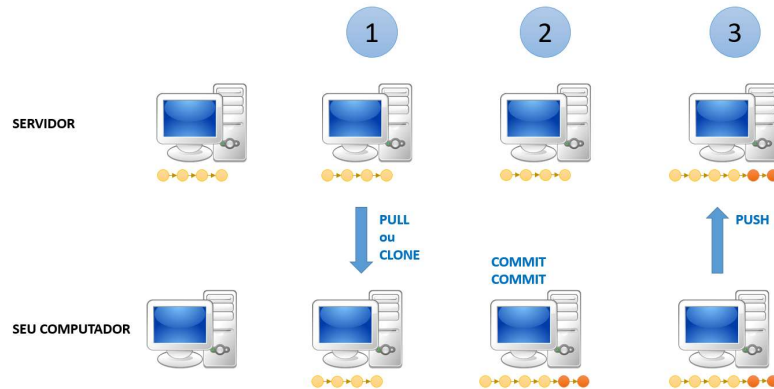 1
2
3
SERVIDOR
PULL
ou
CLONE
PUSH
COMMIT
COMMIT
SEU COMPUTADOR